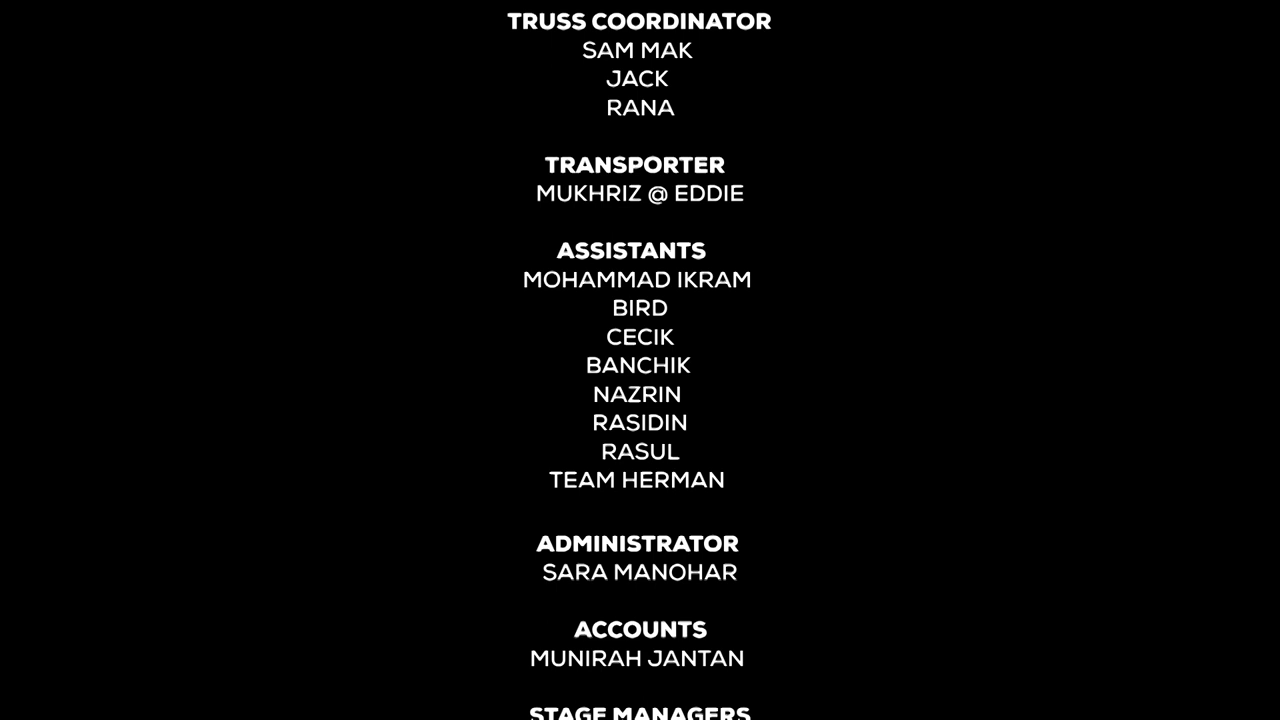 TRUSS COORDINATOR
SAM MAK
JACK
RANA
TRANSPORTER
MUKHRIZ @ EDDIE
ASSISTANTS
MOHAMMAD IKRAM
BIRD
CECIK
BANCHIK
NAZRIN
RASIDIN
RASUL
TEAM HERMAN
ADMINISTRATOR
SARA MANOHAR
ACCOUNTS
MUNIRAH JANTAN
STAGE MANAGERS